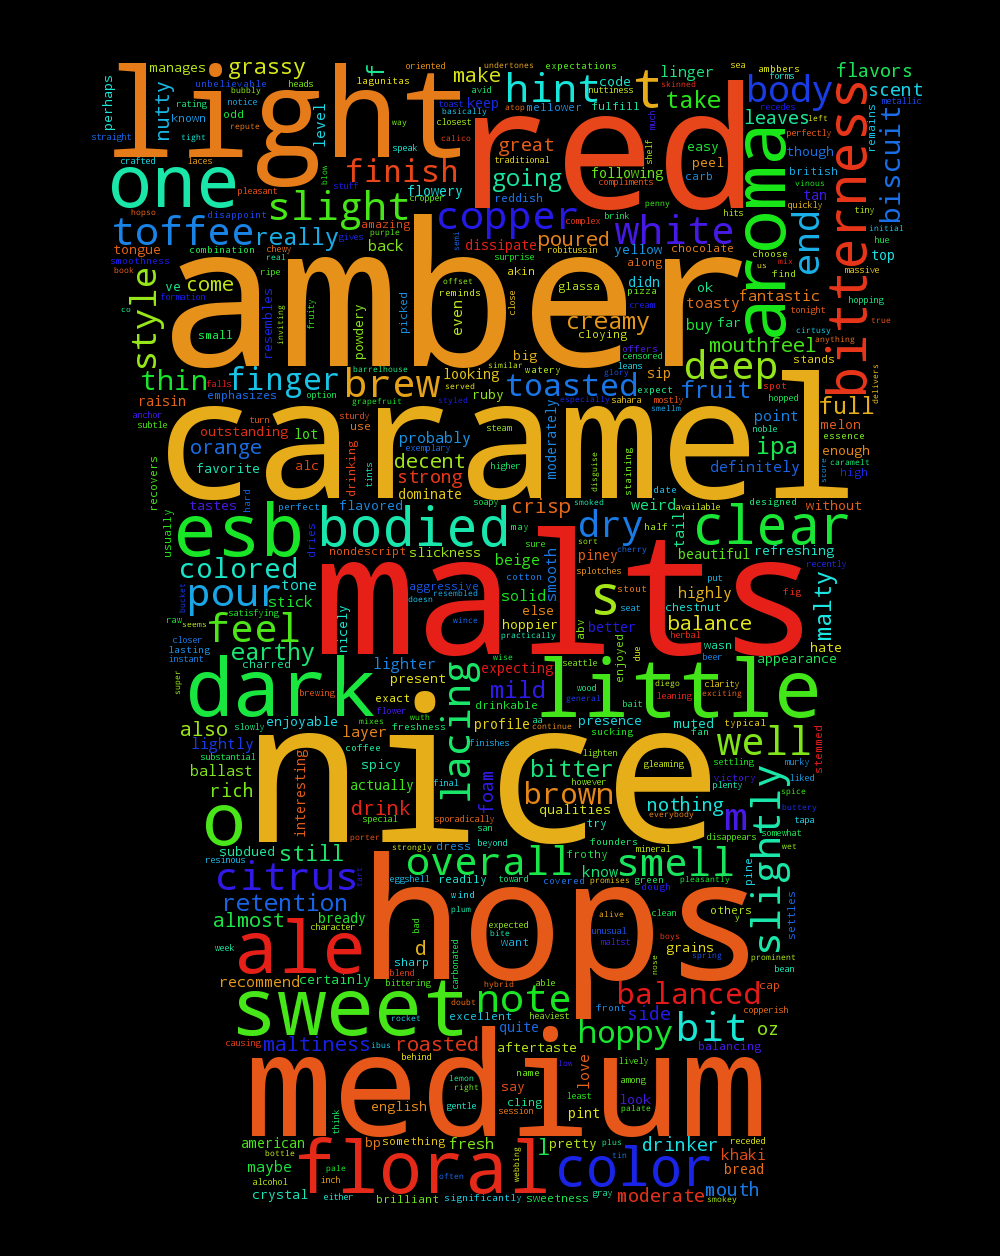 light
red
amber
caramel
malts
nice
hops
medium
floral
sweet
ale
dark
little
esb
bodied
clear
one
toffee
slight
copper
white
aroma
bitterness
body
hint
t
take
finish
going
great
really
style
thin
finger
brew
toasted
deep
creamy
end
biscuit
flavors
scent
leaves
make
grassy
manages
nutty
known
level
perhaps
unbelievable
oriented
undertones
expectations
lagunitas
code
linger
sea
ambbers
forms
metallic
skinned
nuttiness
fulfill
mellower
keep
avid
toast
basically
atop
heads
bubbly
rating
notice
odd
repute
tight
straight
crafted
laces
way
closest
calico
speak
traditional
easy
peel
carb
following
compliments
shelf
much
recedes
perfectly
though
british
tan
vinous
quickly
tiny
initial
hue
top
massive
remains
left
flowery
reddish
pleasant
stuff
blow
cropper
penny
brink
complex
hits
disappoint
hopso
amazing
purple
gives
back
poured
dissipate
surprise
robitussin
yellow
chocolate
along
didn
choose
us
mix
find
tongue
combination
chewy
real
smoothness
book
ve
come
formation
co
small
resembles
ripe
inviting
fruity
powdery
picked
even
offset
reminds
semi
akin
close
glassa
pizza
cream
ok
buy
far
toasty
fantastic
tonight
hopping
true
cirtusy
anything
mouthfeel
stands
offers
censored
leans
glory
expect
sip
fruit
spot
hopped
full
point
melon
noble
essence
enough
caramelt
high
score
delivers
definitely
ipa
without
big
similar
watery
looking
served
ruby
styled
especially
sahara
mostly
smellm
barrelhouse
option
grapefruit
emphasizes
falls
raisin
anchor
subtle
turn
outstanding
orange
favorite
lot
alc
use
sturdy
drinking
tints
probably
exemplary
decent
strong
dominate
steam
higher
moderately
disguise
staining
recovers
tastes
hard
perfect
flavored
soapy
smoked
crisp
weird
date
available
designed
half
tail
dry
usually
dries
colored
nondescript
slickness
may
sure
sort
cherry
beige
piney
splotches
smooth
beautiful
refreshing
recently
pour
tone
stick
aggressive
doesn
resembled
cotton
solid
stout
seat
highly
put
fig
chestnut
malty
butter
raw
seems
satisfying
feel
nicely
wince
else
hoppier
practically
abv
s
better
herbal
balance
wasn
hate
closer
lasting
instant
earthy
charred
lighter
present
wise
expecting
seattle
enjoyed
due
beer
appearance
super
brewing
exact
flower
mild
drinkable
wood
general
bait
diego
leaning
clarity
exciting
also
slowly
enjoyable
mixes
wuth
freshness
lacing
profile
aa
continue
presence
sucking
muted
fan
typical
well
lightly
substantial
ballast
rich
layer
coffee
spicy
interesting
actually
finishes
bitter
however
lighten
gleaming
settling
murky
liked
victory
plenty
spice
buttery
stemmed
o
special
drink
final
foam
brown
qualities
everybody
nothing
m
tapa
somewhat
disappears
wet
slightly
subdued
still
porter
strongly
sporadically
san
dress
beyond
try
founders
mineral
overall
frothy
know
smell
resinous
citrus
tart
eggshell
readily
toward
covered
promises
green
dough
pleasantly
pine
settles
retention
wind
plum
almost
bready
character
bad
expected
bite
want
alive
unusual
maltst
clean
boys
others
y
grains
nose
spring
prominent
bean
week
d
sharp
blend
bittering
carbonated
recommend
certainly
hybrid
able
balanced
cap
copperish
doubt
note
excellent
heaviest
rocket
front
side
hoppy
bit
oz
causing
maltiness
ibus
roasted
quite
aftertaste
balancing
behind
low
lively
name
love
among
lemon
right
say
least
look
palate
english
gentle
cling
session
pint
think
american
bp
something
fresh
l
pretty
plus
drinker
receded
khaki
maybe
bottle
bread
alcohol
crystal
pale
inch
either
often
webbing
tin
color
mouth
brilliant
significantly
sweetness
gray
moderate
smokey